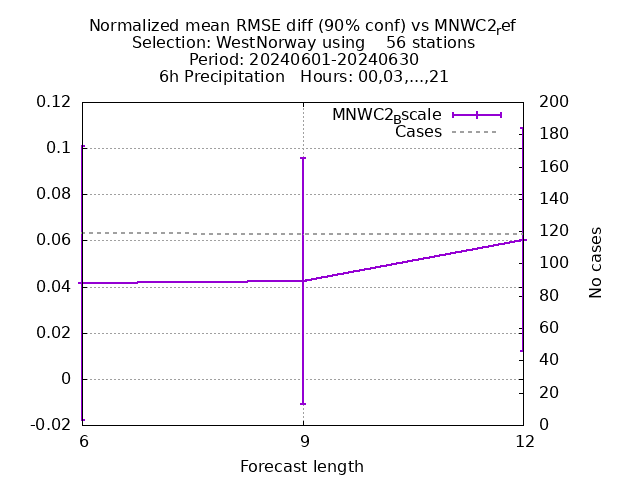 Normalized mean RMSE diff (90% conf) vs MNWC2ref
Selection: WestNorway using    56 stations
Period: 20240601-20240630
6h Precipitation   Hours: 00,03,...,21
MNWC2Bscale
Cases
0.12
0.1
0.08
0.06
0.04
0.02
0
-0.02
200
180
160
140
120
100
80
60
40
20
0
No cases
6 9 12
Forecast length